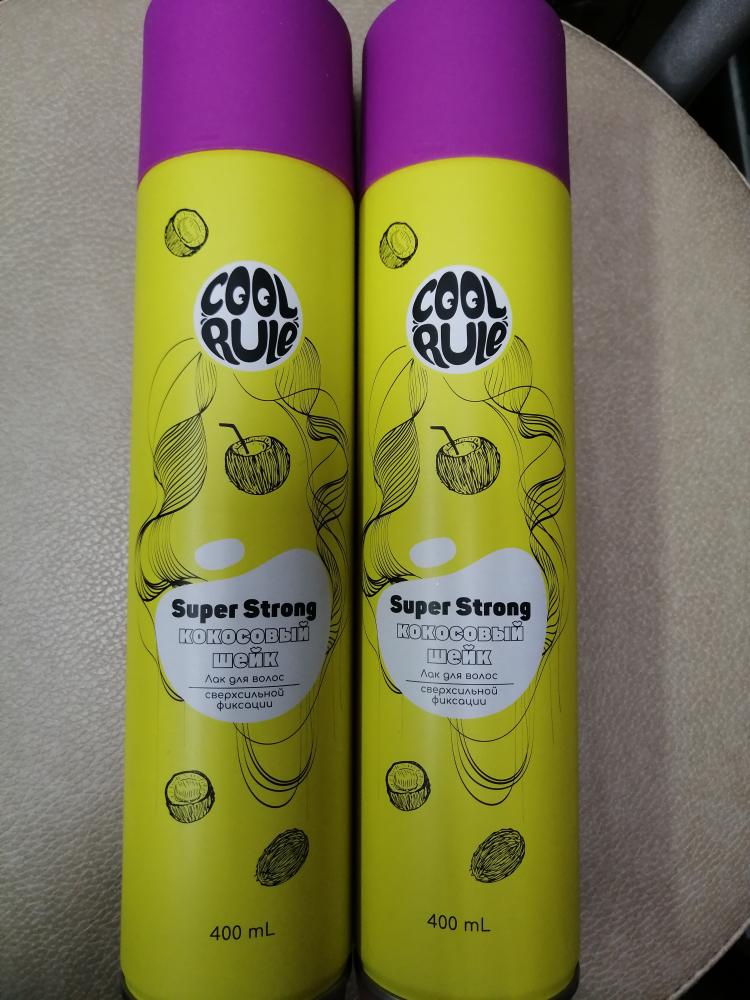 COOL
RULE
Super Strong
кокосовый
шейк
Лак для волос
сверхсильной
фиксации
400 mL
COOL
RULE
Super Strong
кокосовый
шейк
Лак для волос
сверхсильной
фиксации
400 mL